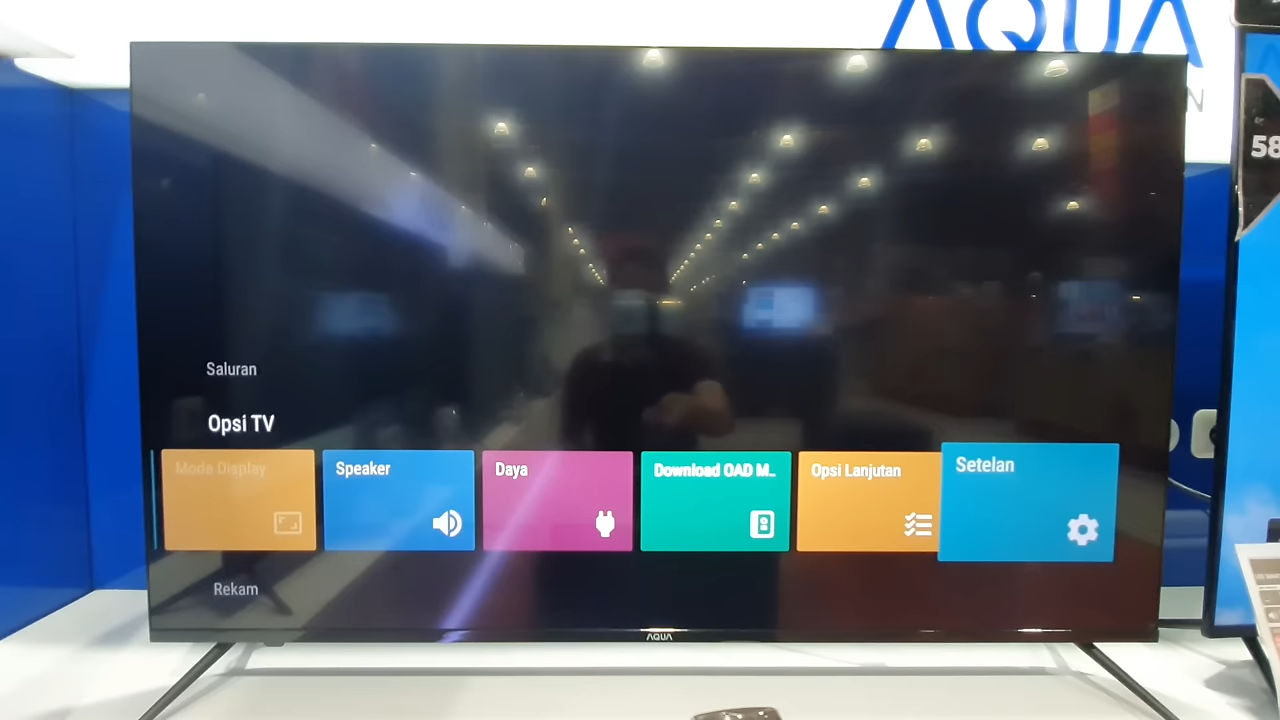 AQUA
N
58
Saluran
Opsi TV
Mode Display
Speaker
Daya
Download OAD M..
Opsi Lanjutan
Setelan
Rekam
AQUA